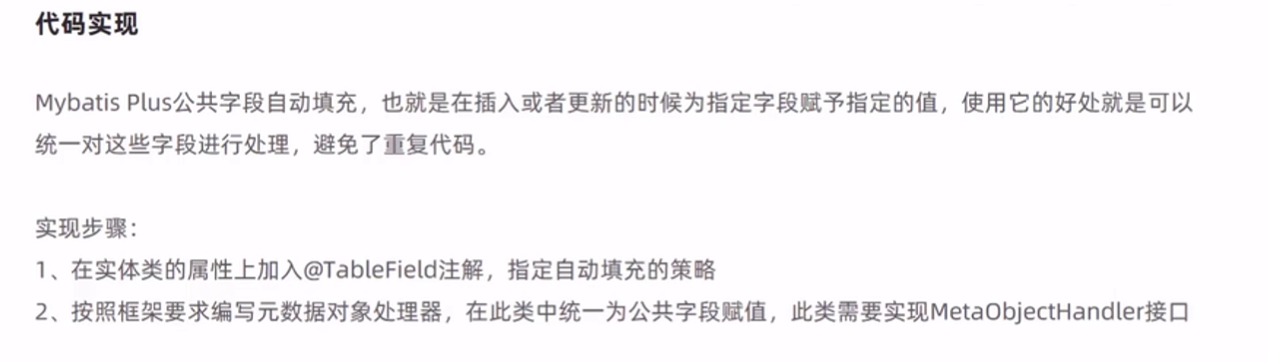 代码实现
Mybatis Plus公共字段自动填充，也就是在插入或者更新的时候为指定字段赋予指定的值，使用它的好处就是可以
统一对这些字段进行处理，避免了重复代码。
实现步骤：
1、在实体类的属性上加入@TableField注解，指定自动填充的策略
2、按照框架要求编写元数据对象处理器，在此类中统一为公共字段赋值，此类需要实现MetaObjectHandler接口